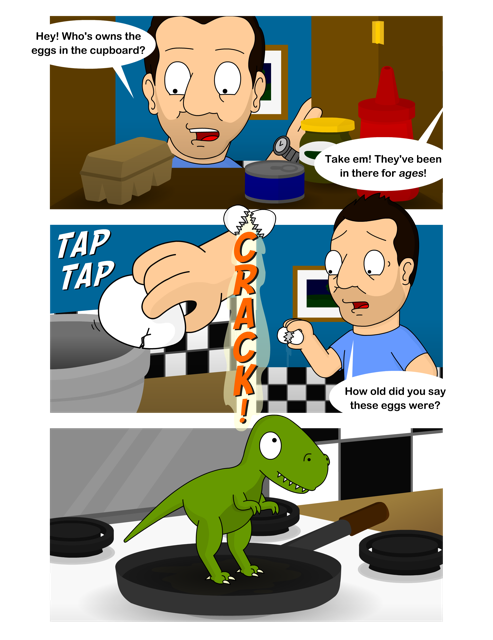 Hey! Who's owns the
eggs in the cupboard?
Take em! They've been
in there for ages!
TAP
TAP
CRACK!
How old did you say
these eggs were?